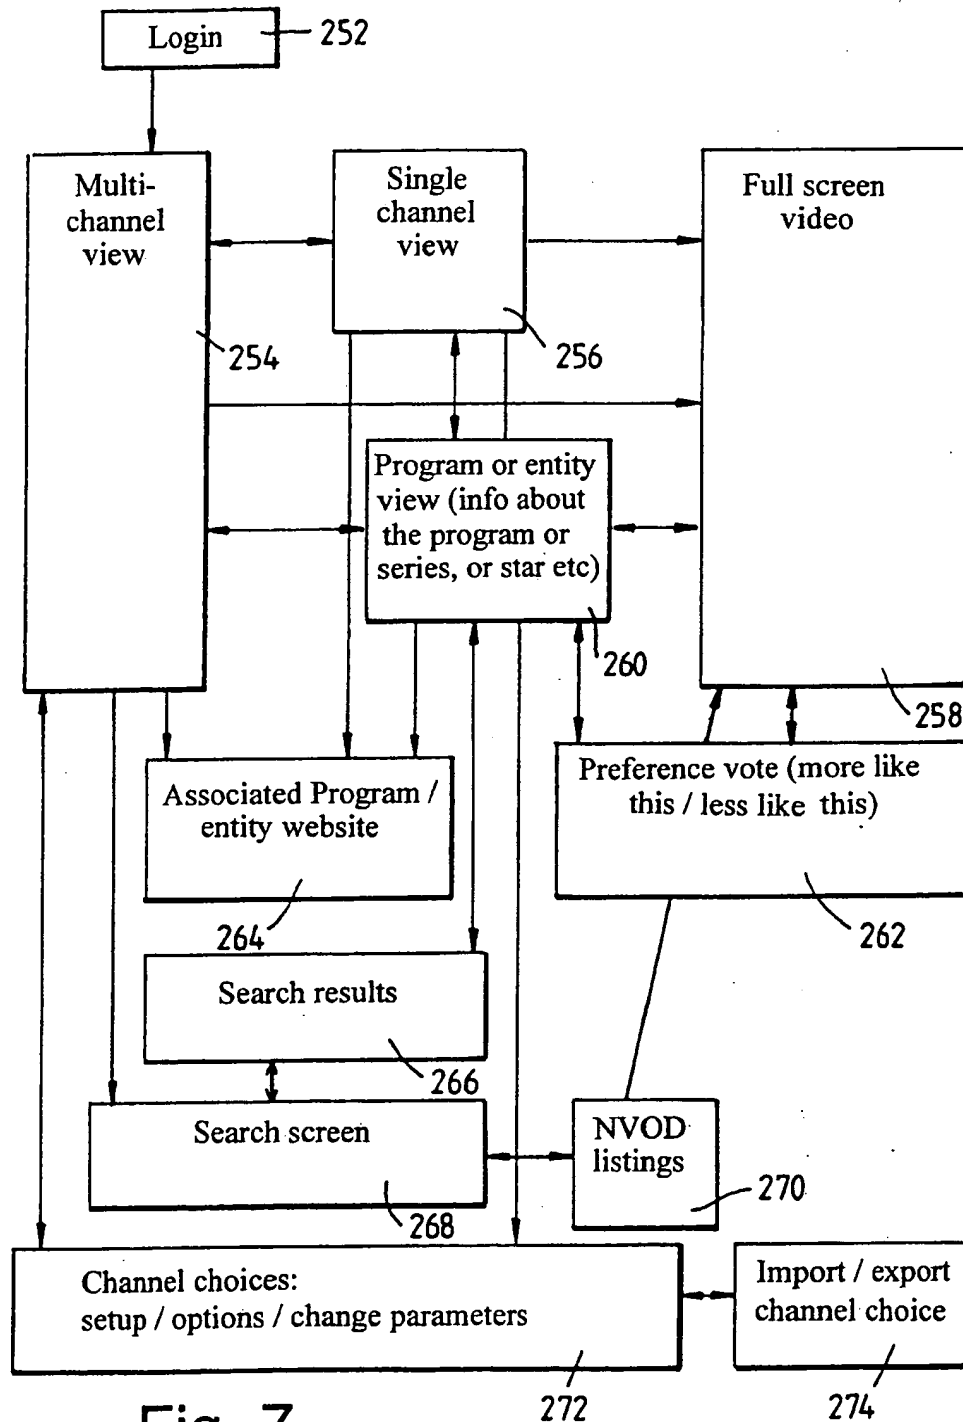 Login
252
Multi-
channel
view
254
Single
channel
view
256
Full screen
video
258
Program or entity
view (info about
the program or
series, or star etc)
260
Associated Program /
entity website
264
Preference vote (more like
this / less like this)
262
Search results
266
Search screen
268
NVOD
listings
270
Channel choices:
setup / options / change parameters
272
Import / export
channel choice
274
Fig. 7